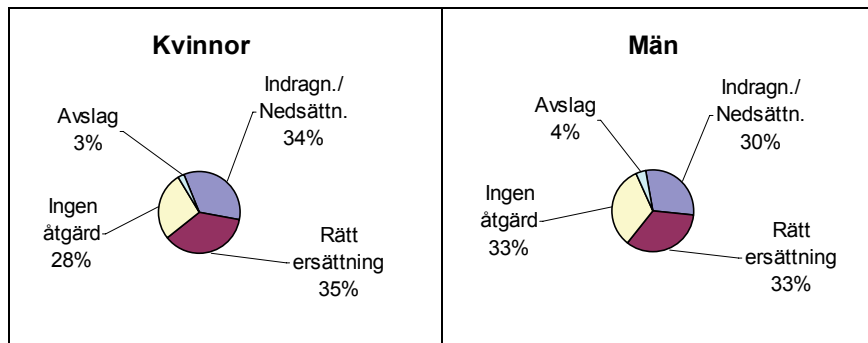 Kvinnor
Indragn./
Nedsättn.
34%
Avslag
3%
Ingen
åtgärd
28%
Rätt
ersättning
35%
Män
Indragn./
Nedsättn.
30%
Avslag
4%
Ingen
åtgärd
33%
Rätt
ersättning
33%